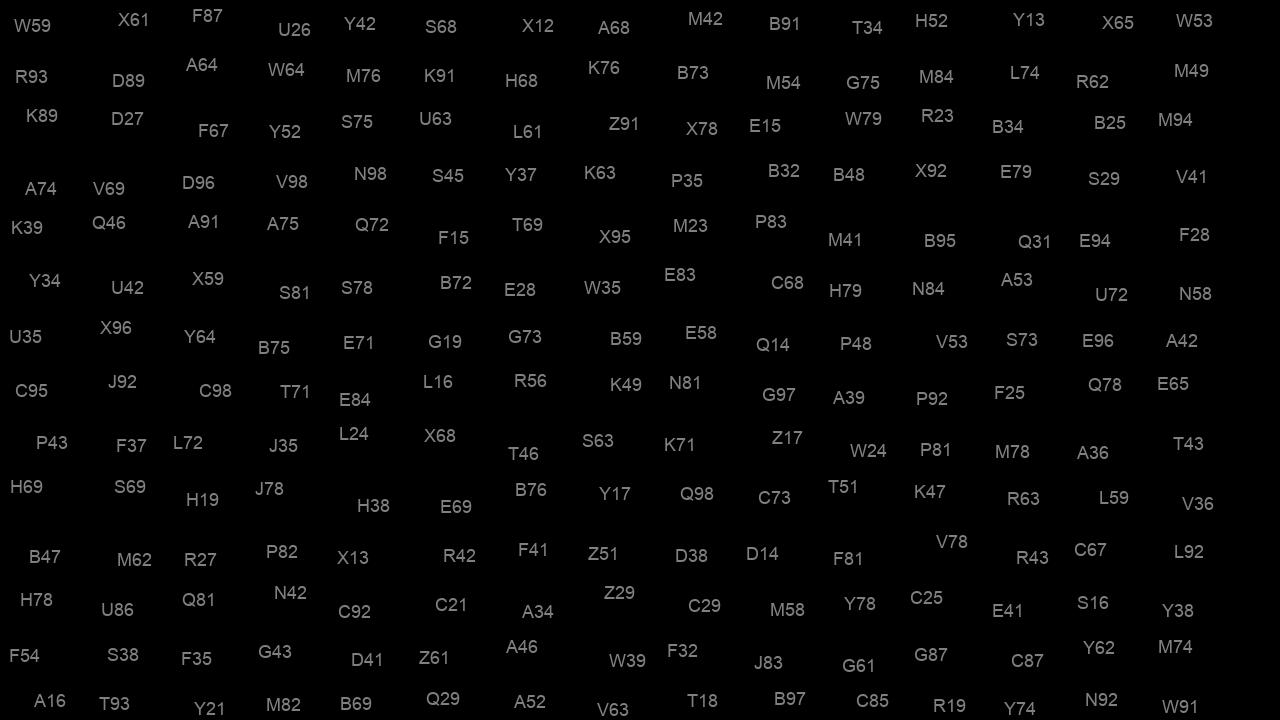 W59 X61 F87 U26 Y42 S68 X12 A68 M42 B91 T34 H52 Y13 X65 W53
R93 D89 A64 W64 M76 K91 H68 K76 B73 M54 G75 M84 L74 R62 M49
K89 D27 F67 Y52 S75 U63 L61 Z91 X78 E15 W79 R23 B34 B25 M94
A74 V69 D96 V98 N98 S45 Y37 K63 P35 B32 B48 X92 E79 S29 V41
K39 Q46 A91 A75 Q72 F15 T69 X95 M23 P83 M41 B95 Q31 E94 F28
Y34 U42 X59 S81 S78 B72 E28 W35 E83 C68 H79 N84 A53 U72 N58
U35 X96 Y64 B75 E71 G19 G73 B59 E58 Q14 P48 V53 S73 E96 A42
C95 J92 C98 T71 E84 L16 R56 K49 N81 G97 A39 P92 F25 Q78 E65
P43 F37 L72 J35 L24 X68 T46 S63 K71 Z17 W24 P81 M78 A36 T43
H69 S69 H19 J78 H38 E69 B76 Y17 Q98 C73 T51 K47 R63 L59 V36
B47 M62 R27 P82 X13 R42 F41 Z51 D38 D14 F81 V78 R43 C67 L92
H78 U86 Q81 N42 C92 C21 A34 Z29 C29 M58 Y78 C25 E41 S16 Y38
F54 S38 F35 G43 D41 Z61 A46 W39 F32 J83 G61 G87 C87 Y62 M74
A16 T93 Y21 M82 B69 Q29 A52 V63 T18 B97 C85 R19 Y74 N92 W91